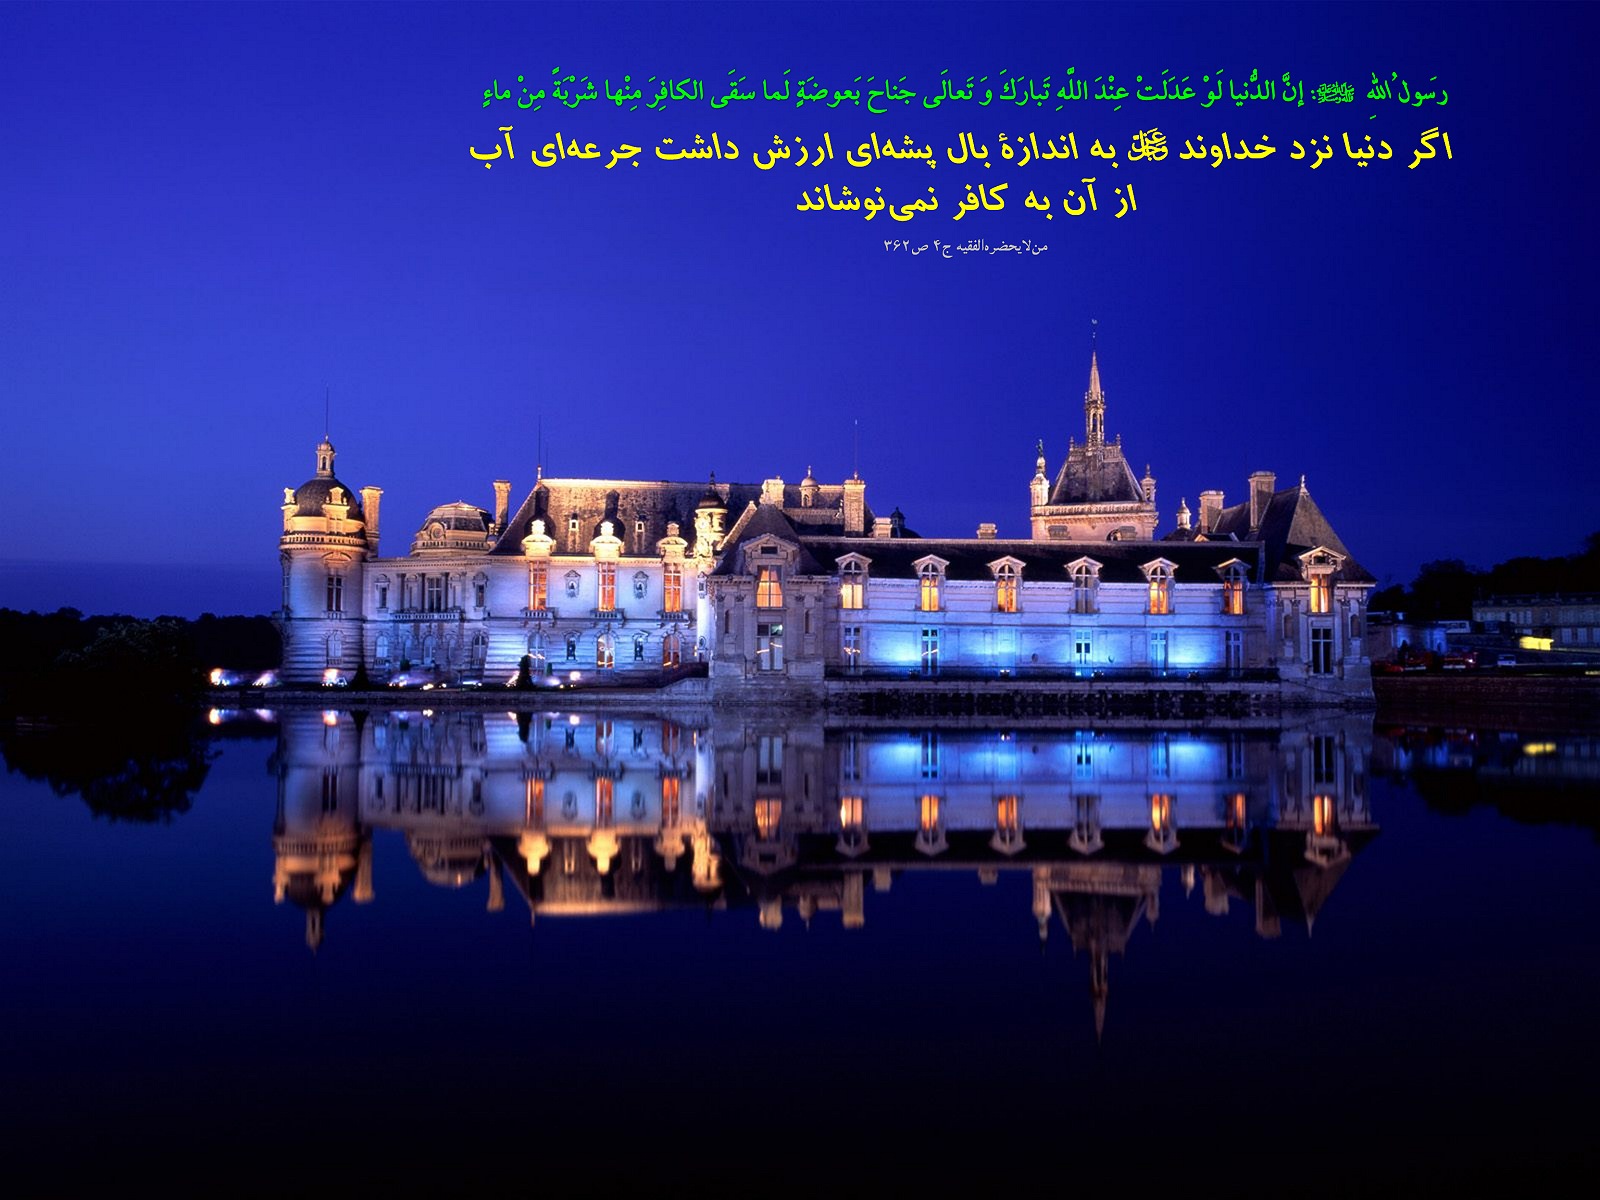 رَسولُ اللهِ ﷺ: إنَّ الدُّنیا لَوْ عَدَلَتْ عِنْدَ اللَّهِ تَبارَكَ وَ تَعالَی جَناحَ بَعوضَةٍ لَما سَقَی الکافِرَ مِنْها شَرْبَةً مِنْ ماءٍ
اگر دنیا نزد خداوند ﷻ به اندازهٔ بال پشه‌ای ارزش داشت جرعه‌ای آب
از آن به کافر نمی‌نوشاند
من‌لایحضره‌الفقیه ج۴ ص۳۶۲